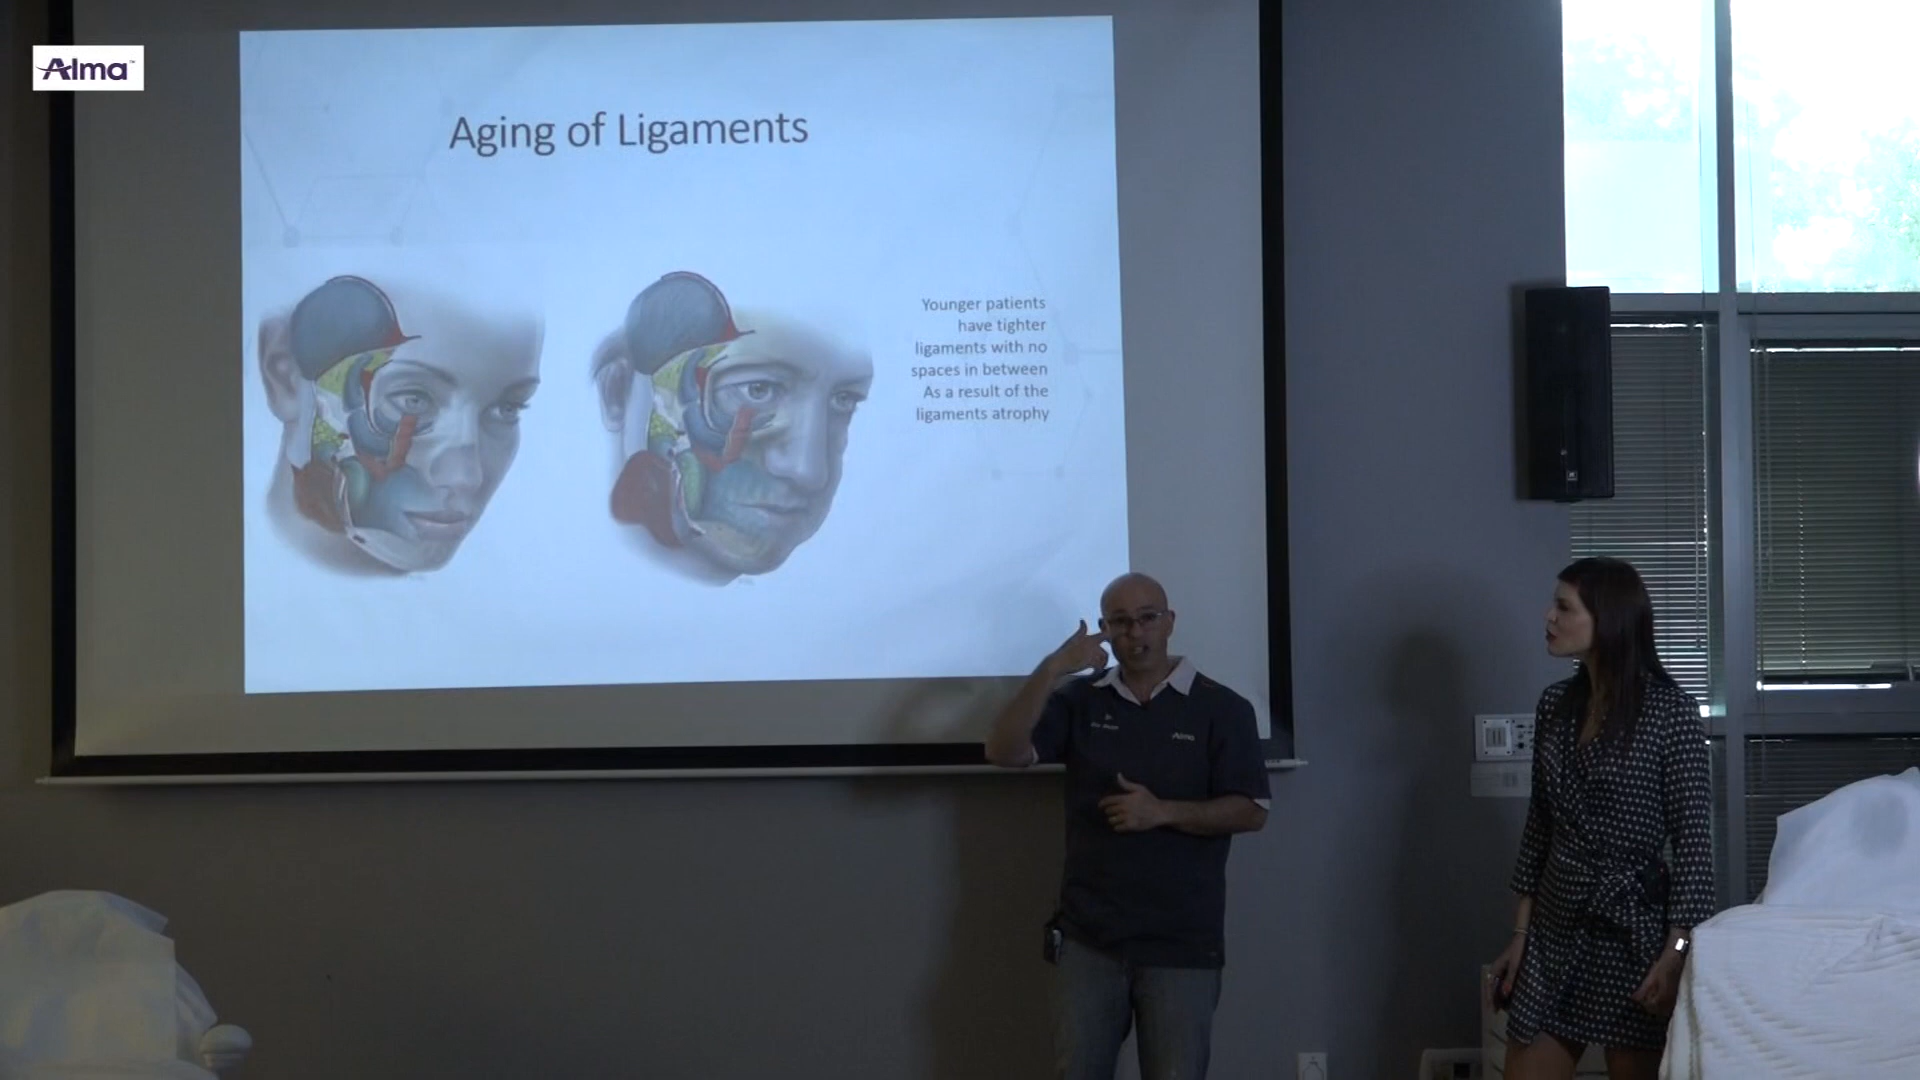 Alma™
Aging of Ligaments
Younger patients
have tighter
ligaments with no
spaces in between
As a result of the
ligaments atrophy
Alma